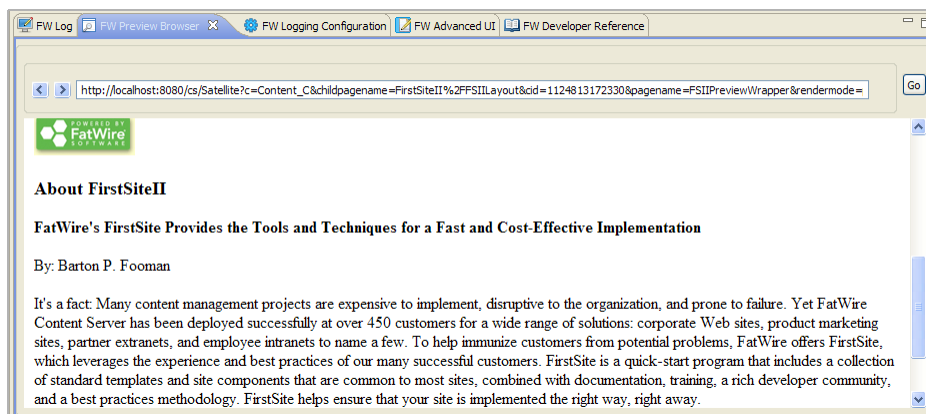 FW Log FW Preview Browser FW Logging Configuration FW Advanced UI FW Developer Reference
http://localhost:8080/cs/Satellite?c=Content_C&childpagename=FirstSiteII%2FFSIILayout&cid=1124813172330&pagename=FSIIPreviewWrapper&rendermode= Go
POWERED BY
FatWire
SOFTWARE
About FirstSiteII
FatWire's FirstSite Provides the Tools and Techniques for a Fast and Cost-Effective Implementation
By: Barton P. Fooman
It's a fact: Many content management projects are expensive to implement, disruptive to the organization, and prone to failure. Yet FatWire
Content Server has been deployed successfully at over 450 customers for a wide range of solutions: corporate Web sites, product marketing
sites, partner extranets, and employee intranets to name a few. To help immunize customers from potential problems, FatWire offers FirstSite,
which leverages the experience and best practices of our many successful customers. FirstSite is a quick-start program that includes a collection
of standard templates and site components that are common to most sites, combined with documentation, training, a rich developer community,
and a best practices methodology. FirstSite helps ensure that your site is implemented the right way, right away.